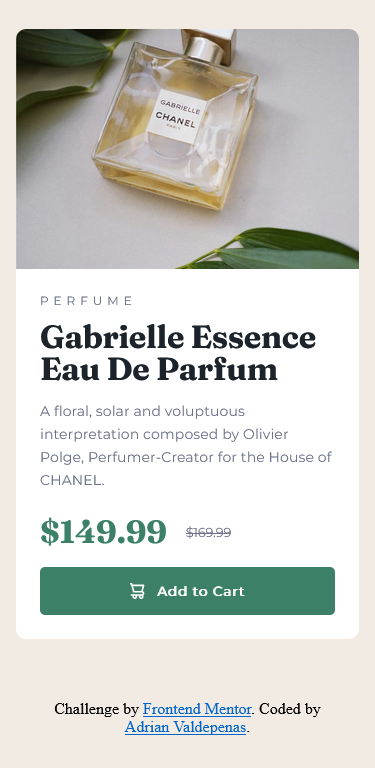 GABRIELLE
CHANEL
PARIS
PERFUME
Gabrielle Essence
Eau De Parfum
A floral, solar and voluptuous
interpretation composed by Olivier
Polge, Perfumer-Creator for the House of
CHANEL.
$149.99 $169.99
Add to Cart
Challenge by Frontend Mentor. Coded by
Adrian Valdepenas.